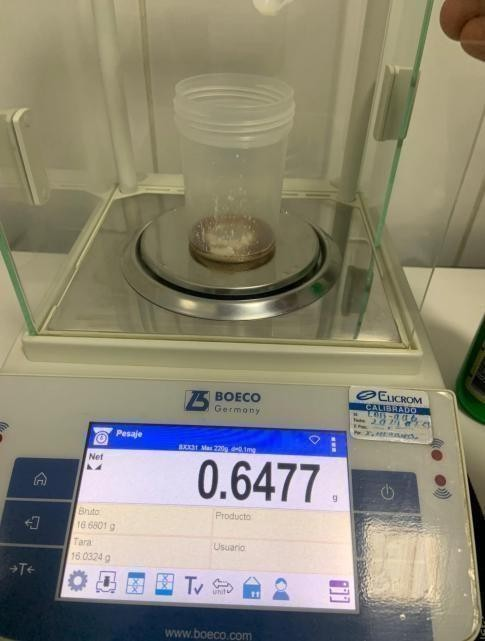 BOECO
Germany
ELICROM
CALIBRADO
Pesaje
BXX31 Max 220g d=0.1mg
Net
0.6477 g
Bruto:
16.6801 g
Producto:
Tara:
16.0324 g
Usuario:
→T←
T
unit
www.boeco.com